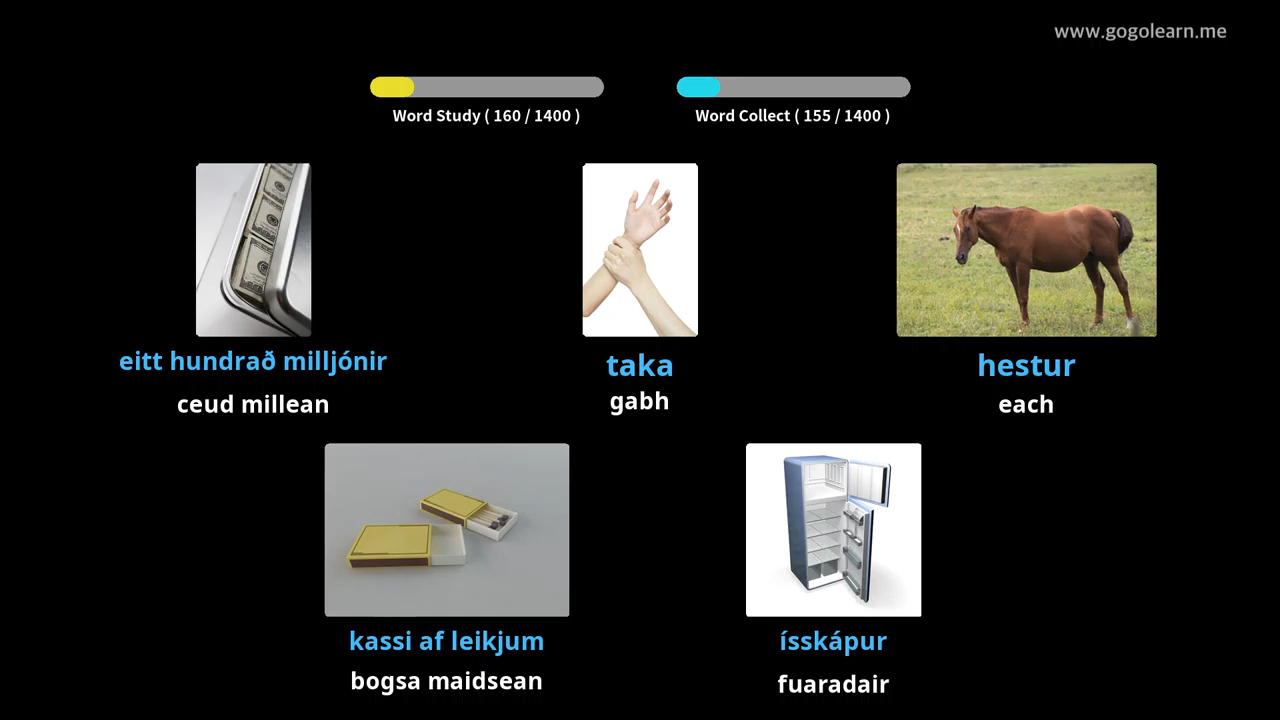 www.gogolearn.me
Word Study ( 160 / 1400 )
Word Collect ( 155 / 1400 )
eitt hundrað milljónir
taka
hestur
ceud millean
gabh
each
kassi af leikjum
ísskápur
bogsa maidsean
fuaradair